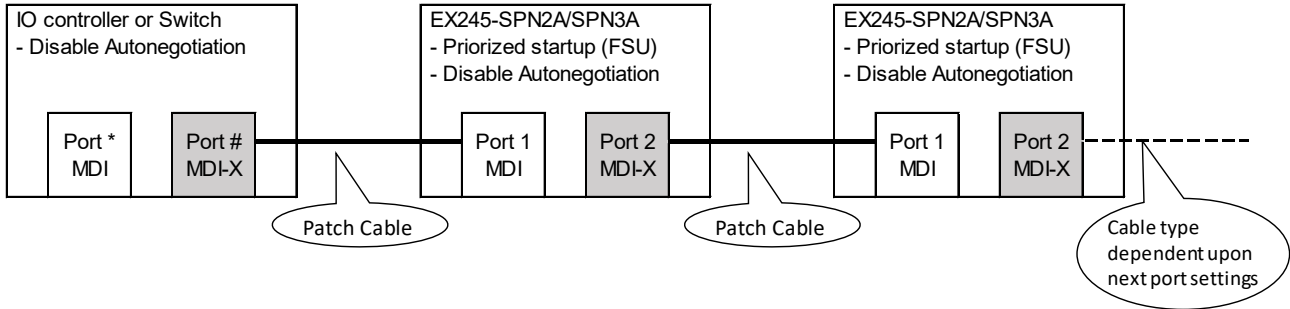 IO controller or Switch
- Disable Autonegotiation
Port *
MDI
Port #
MDI-X
Patch Cable
EX245-SPN2A/SPN3A
- Priorized startup (FSU)
- Disable Autonegotiation
Port 1
MDI
Port 2
MDI-X
Patch Cable
EX245-SPN2A/SPN3A
- Priorized startup (FSU)
- Disable Autonegotiation
Port 1
MDI
Port 2
MDI-X
Cable type
dependent upon
next port settings